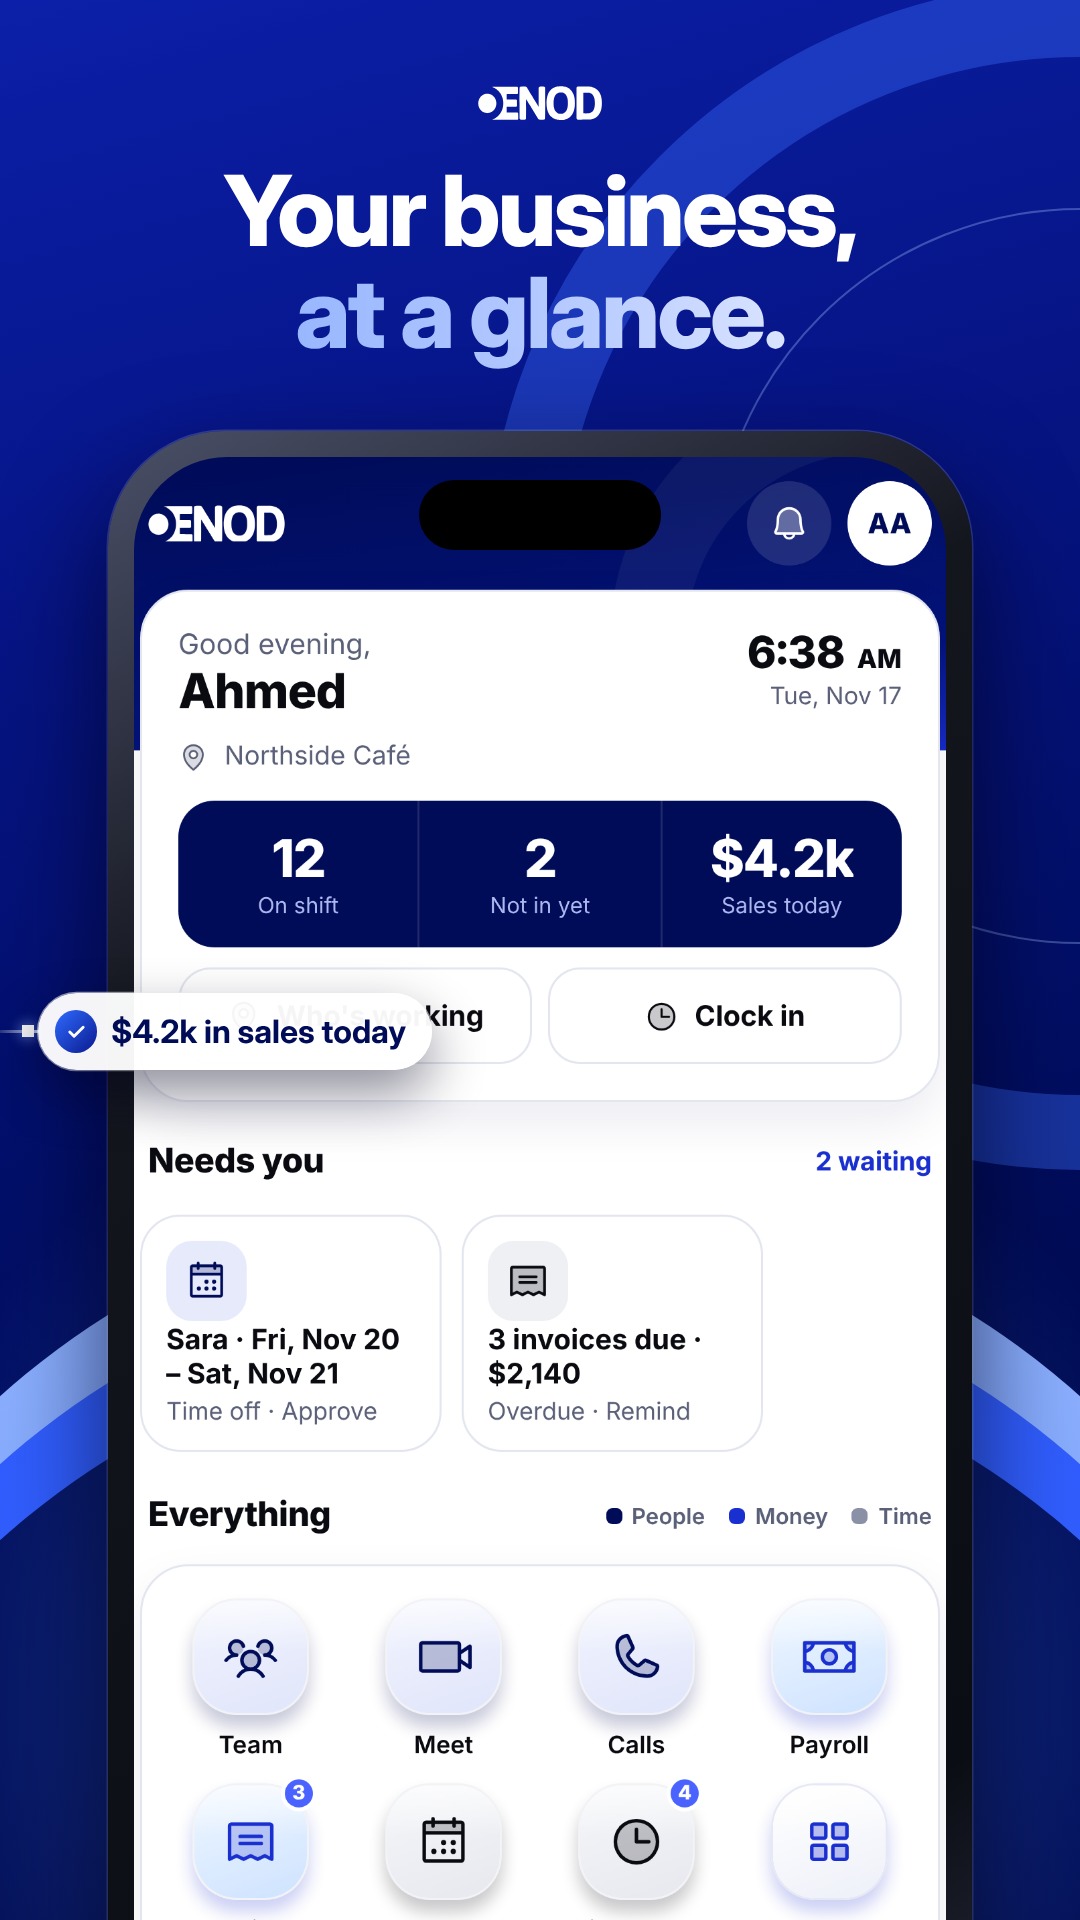 ENOD
Your business,
at a glance.
ENOD
AA
Good evening,
Ahmed
6:38 AM
Tue, Nov 17
Northside Café
12
On shift
2
Not in yet
$4.2k
Sales today
Who's working
Clock in
$4.2k in sales today
Needs you
2 waiting
Sara · Fri, Nov 20
– Sat, Nov 21
Time off · Approve
3 invoices due ·
$2,140
Overdue · Remind
Everything
People
Money
Time
Team
Meet
Calls
Payroll
3
4